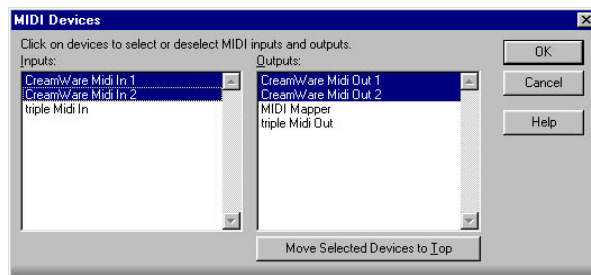 MIDI Devices
Click on devices to select or deselect MIDI inputs and outputs.
Inputs:
CreamWare Midi In 1
CreamWare Midi In 2
triple Midi In
Outputs:
CreamWare Midi Out 1
CreamWare Midi Out 2
MIDI Mapper
triple Midi Out
Move Selected Devices to Top
OK
Cancel
Help